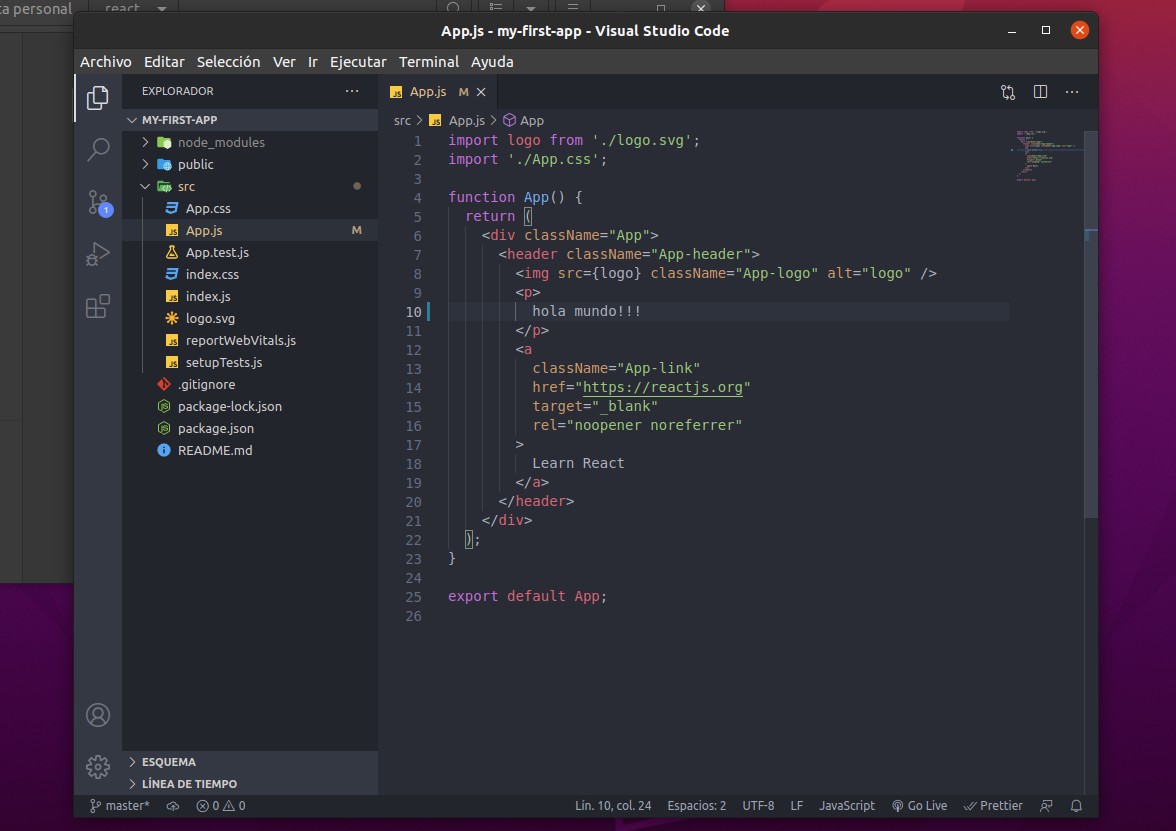 ta personal react
App.js - my-first-app - Visual Studio Code
Archivo Editar Selección Ver Ir Ejecutar Terminal Ayuda
EXPLORADOR
MY-FIRST-APP
node_modules
public
src
App.css
App.js M
App.test.js
index.css
index.js
logo.svg
reportWebVitals.js
setupTests.js
.gitignore
package-lock.json
package.json
README.md
ESQUEMA
LÍNEA DE TIEMPO
1
App.js M
src > App.js > App
1 import logo from './logo.svg';
2 import './App.css';
3
4 function App() {
5 return (
6 <div className="App">
7 <header className="App-header">
8 <img src={logo} className="App-logo" alt="logo" />
9 <p>
10 hola mundo!!!
11 </p>
12 <a
13 className="App-link"
14 href="https://reactjs.org"
15 target="_blank"
16 rel="noopener noreferrer"
17 >
18 Learn React
19 </a>
20 </header>
21 </div>
22 );
23 }
24
25 export default App;
26
master* 0 0 Lín. 10, col. 24 Espacios: 2 UTF-8 LF JavaScript Go Live Prettier